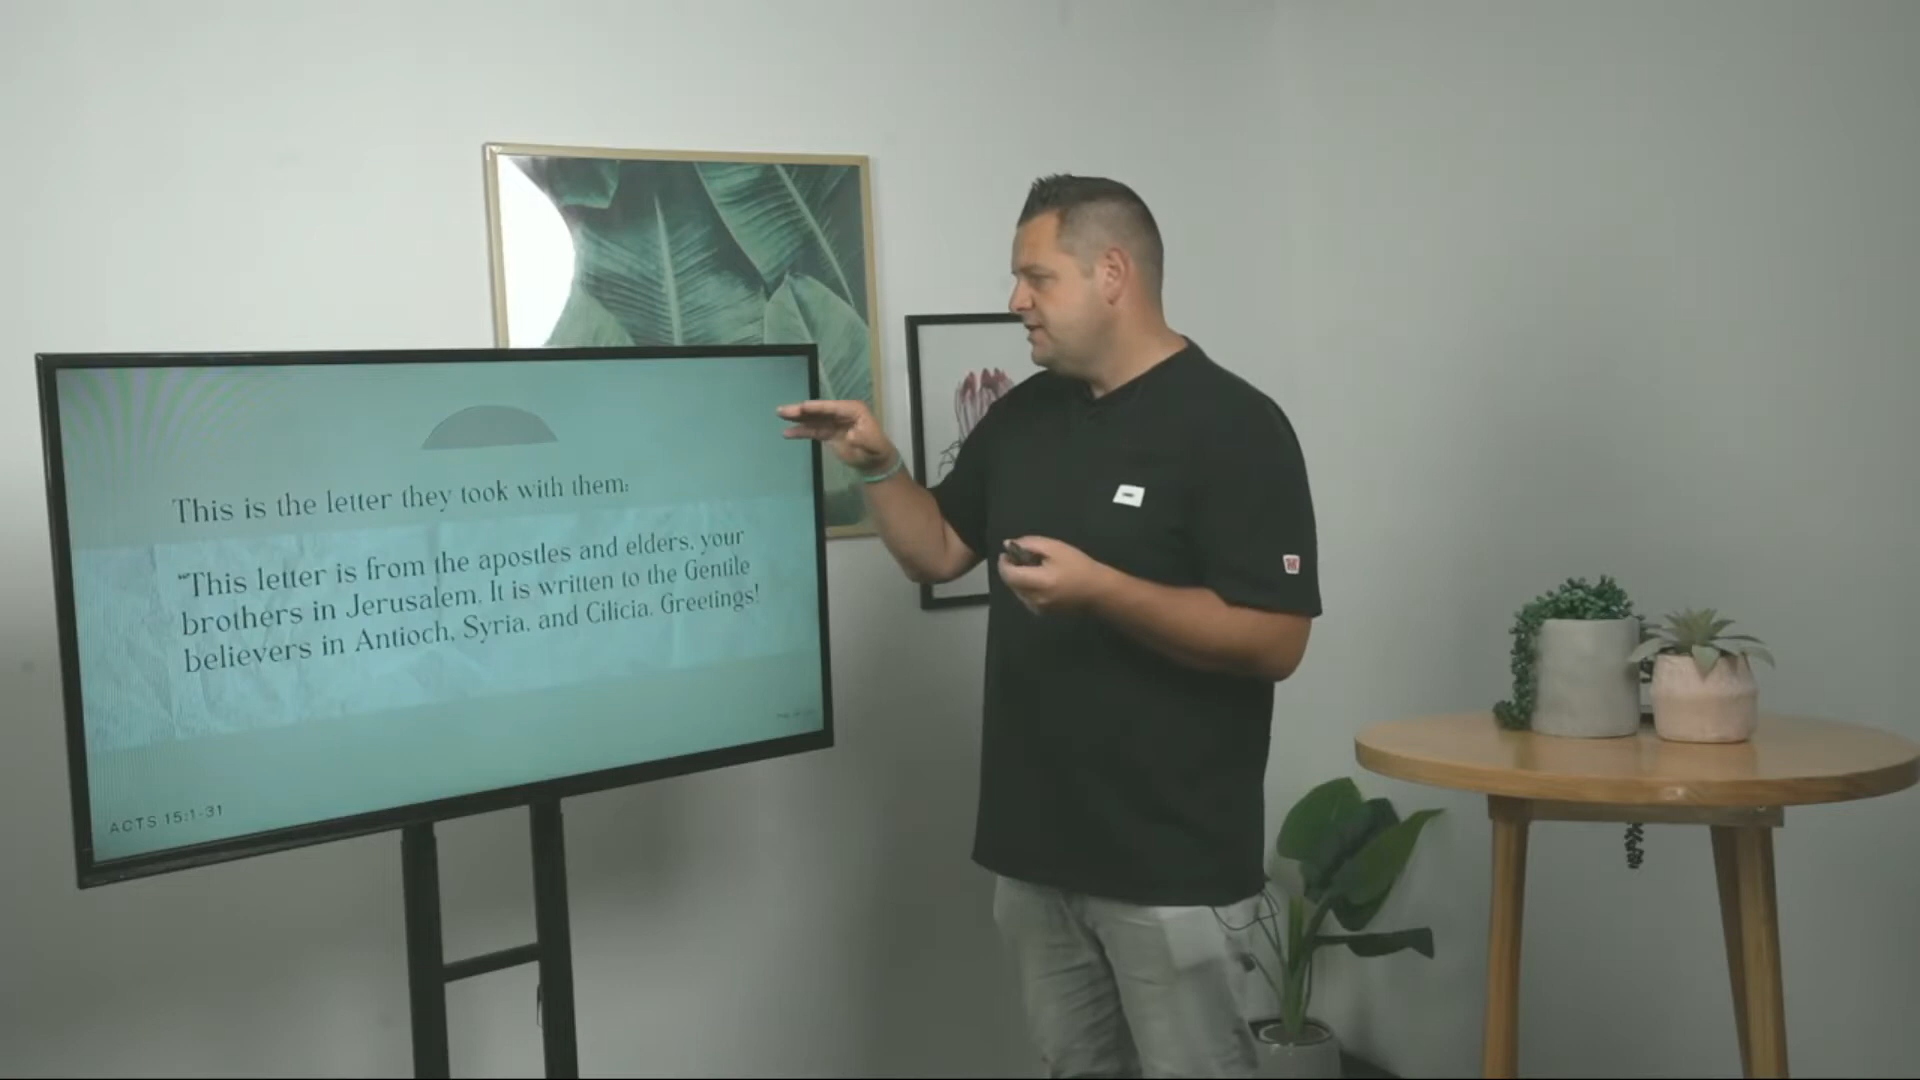 This is the letter they took with them:
“This letter is from the apostles and elders, your
brothers in Jerusalem. It is written to the Gentile
believers in Antioch, Syria, and Cilicia. Greetings!
ACTS 15:1-31